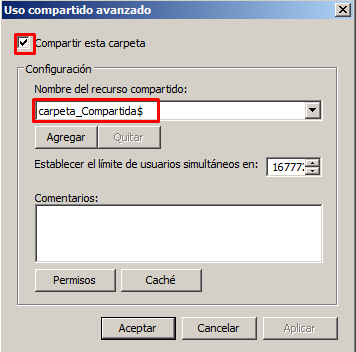 Uso compartido avanzado
Compartir esta carpeta
Configuración
Nombre del recurso compartido:
carpeta_Compartida$
Agregar
Quitar
Establecer el límite de usuarios simultáneos en:
16777
Comentarios:
Permisos
Caché
Aceptar
Cancelar
Aplicar